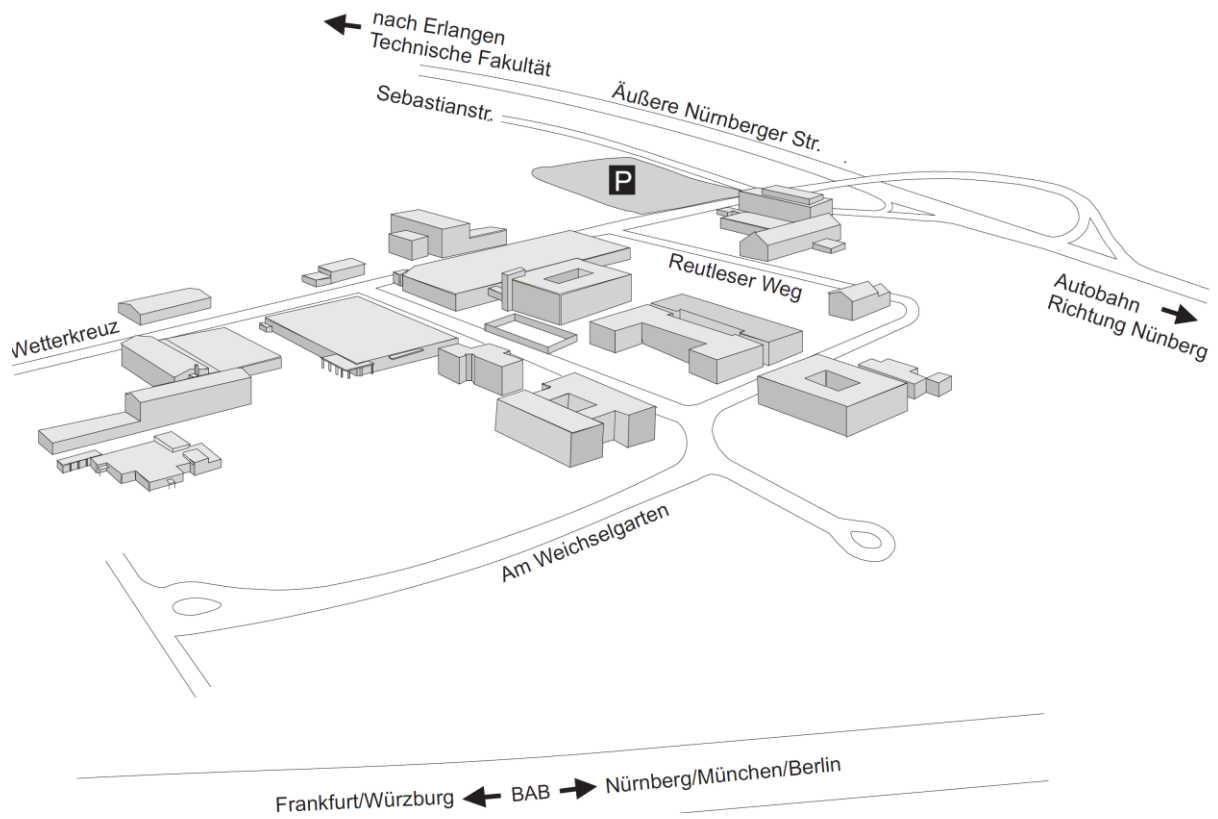 nach Erlangen
Technische Fakultät
Äußere Nürnberger Str.
Sebastianstr.
P
Reutleser Weg
Autobahn
Richtung Nünberg
Wetterkreuz
Am Weichselgarten
Frankfurt/Würzburg BAB Nürnberg/München/Berlin